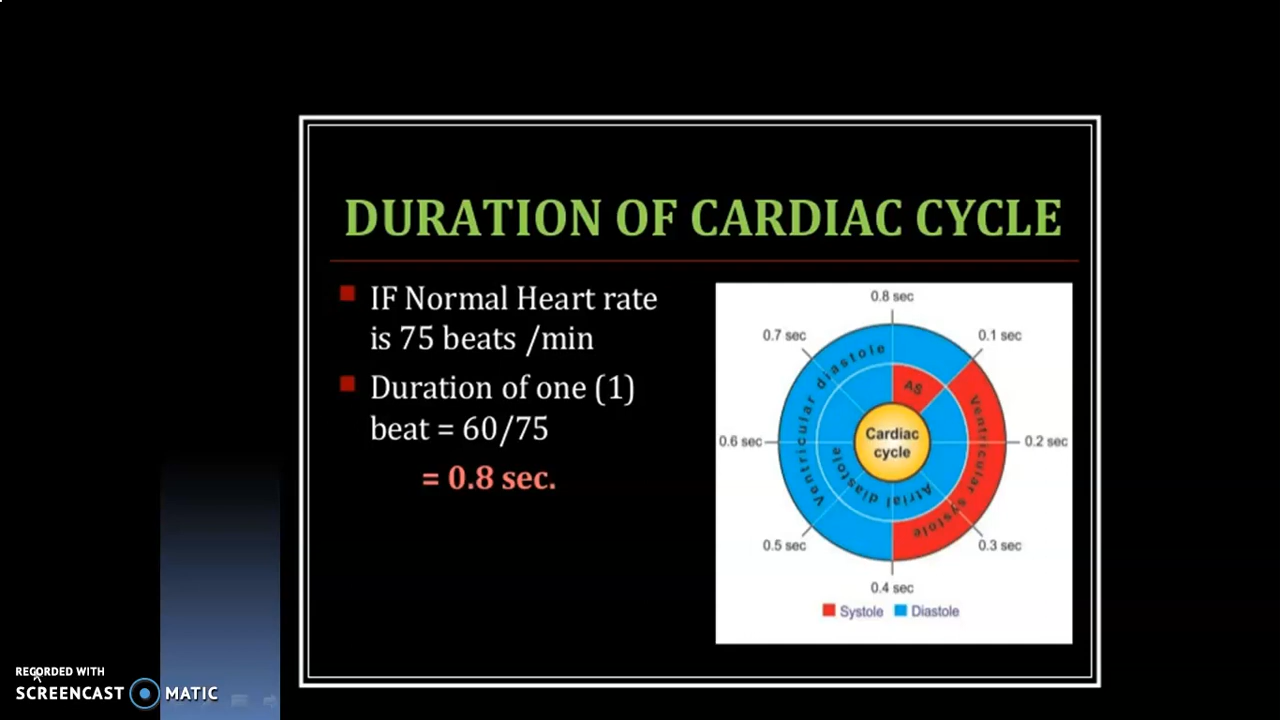 DURATION OF CARDIAC CYCLE
IF Normal Heart rate
is 75 beats /min
Duration of one (1)
beat = 60/75
= 0.8 sec.
0.8 sec
0.7 sec
0.1 sec
Ventricular diastole
AS
Ventricular systole
Cardiac
cycle
0.6 sec
0.2 sec
Atrial diastole
0.5 sec
0.3 sec
0.4 sec
Systole
Diastole
RECORDED WITH
SCREENCAST MATIC